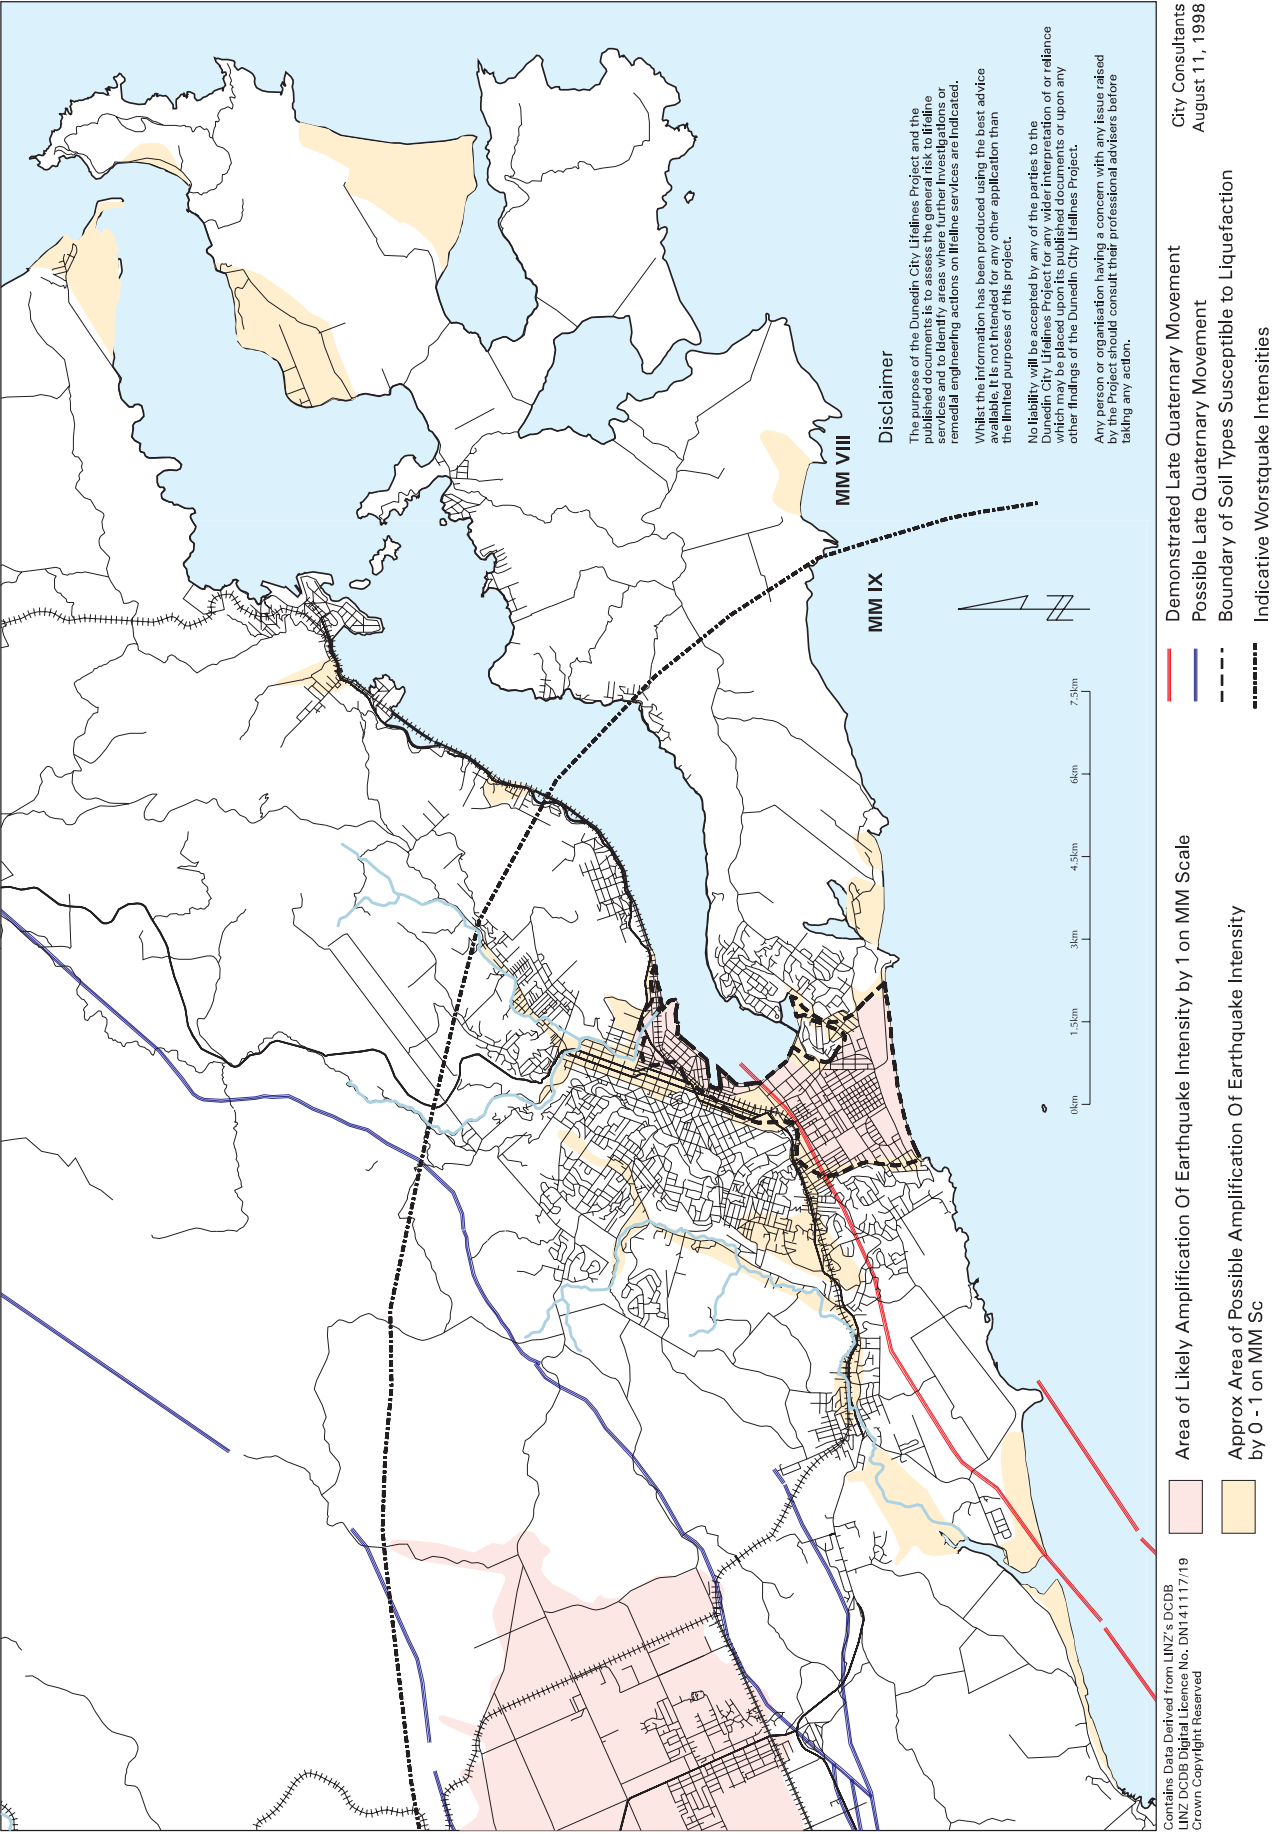 Disclaimer
The purpose of the Dunedin City Lifelines Project and the
published documents is to assess the general risk to lifeline
services and to identify areas where further investigations or
remedial engineering actions on lifeline services are indicated.
Whilst the information has been produced using the best advice
available, it is not intended for any other application than
the limited purposes of this project.
No liability will be accepted by any of the parties to the
Dunedin City Lifelines Project for any wider interpretation of or reliance
which may be placed upon its published documents or upon any
other findings of the Dunedin City Lifelines Project.
Any person or organisation having a concern with any issue raised
by the Project should consult their professional advisers before
taking any action.
MM VIII
MM IX
0km
1.5km
3km
4.5km
6km
7.5km
Contains Data Derived from LINZ's DCDB
LINZ DCDB Digital Licence No. DN141117/19
Crown Copyright Reserved
Area of Likely Amplification Of Earthquake Intensity by 1 on MM Scale
Approx Area of Possible Amplification Of Earthquake Intensity
by 0 - 1 on MM Sc
Demonstrated Late Quaternary Movement
Possible Late Quaternary Movement
Boundary of Soil Types Susceptible to Liquefaction
Indicative Worstquake Intensities
City Consultants
August 11, 1998